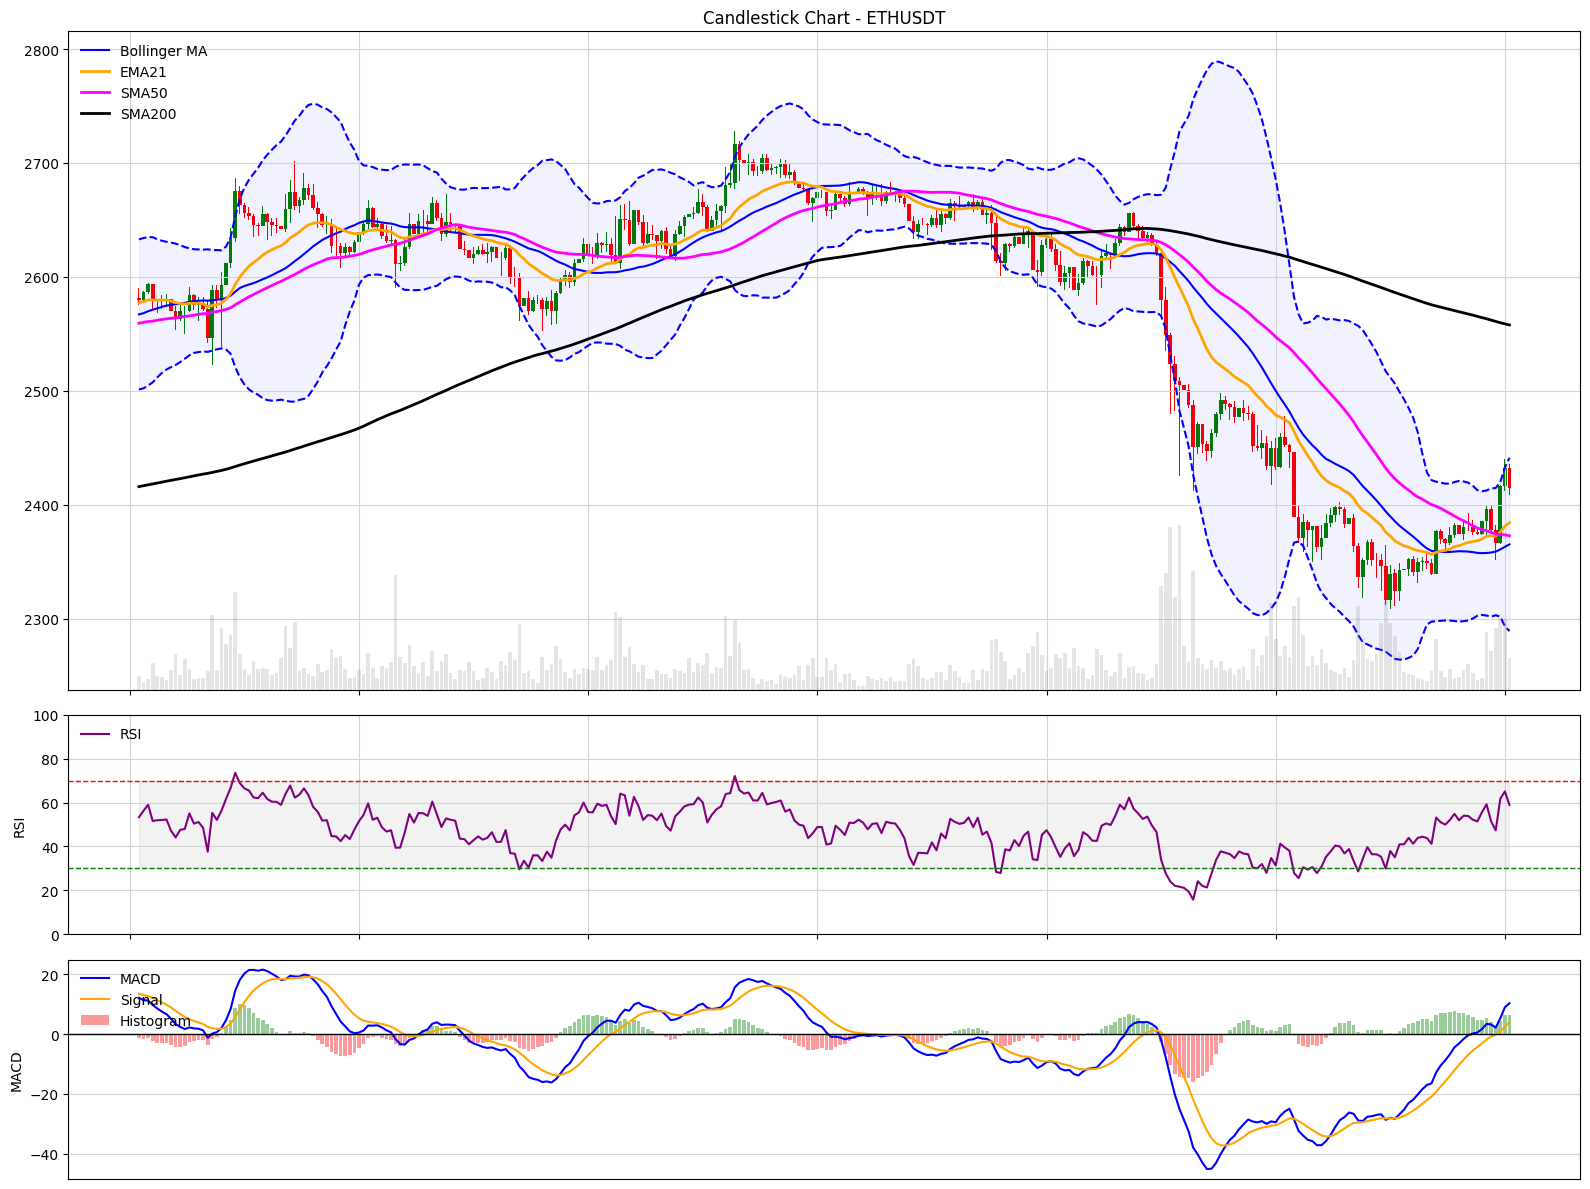 Candlestick Chart - ETHUSDT
Bollinger MA
EMA21
SMA50
SMA200
2800
2700
2600
2500
2400
2300
RSI
RSI
100
80
60
40
20
0
MACD
Signal
Histogram
MACD
20
0
−20
−40